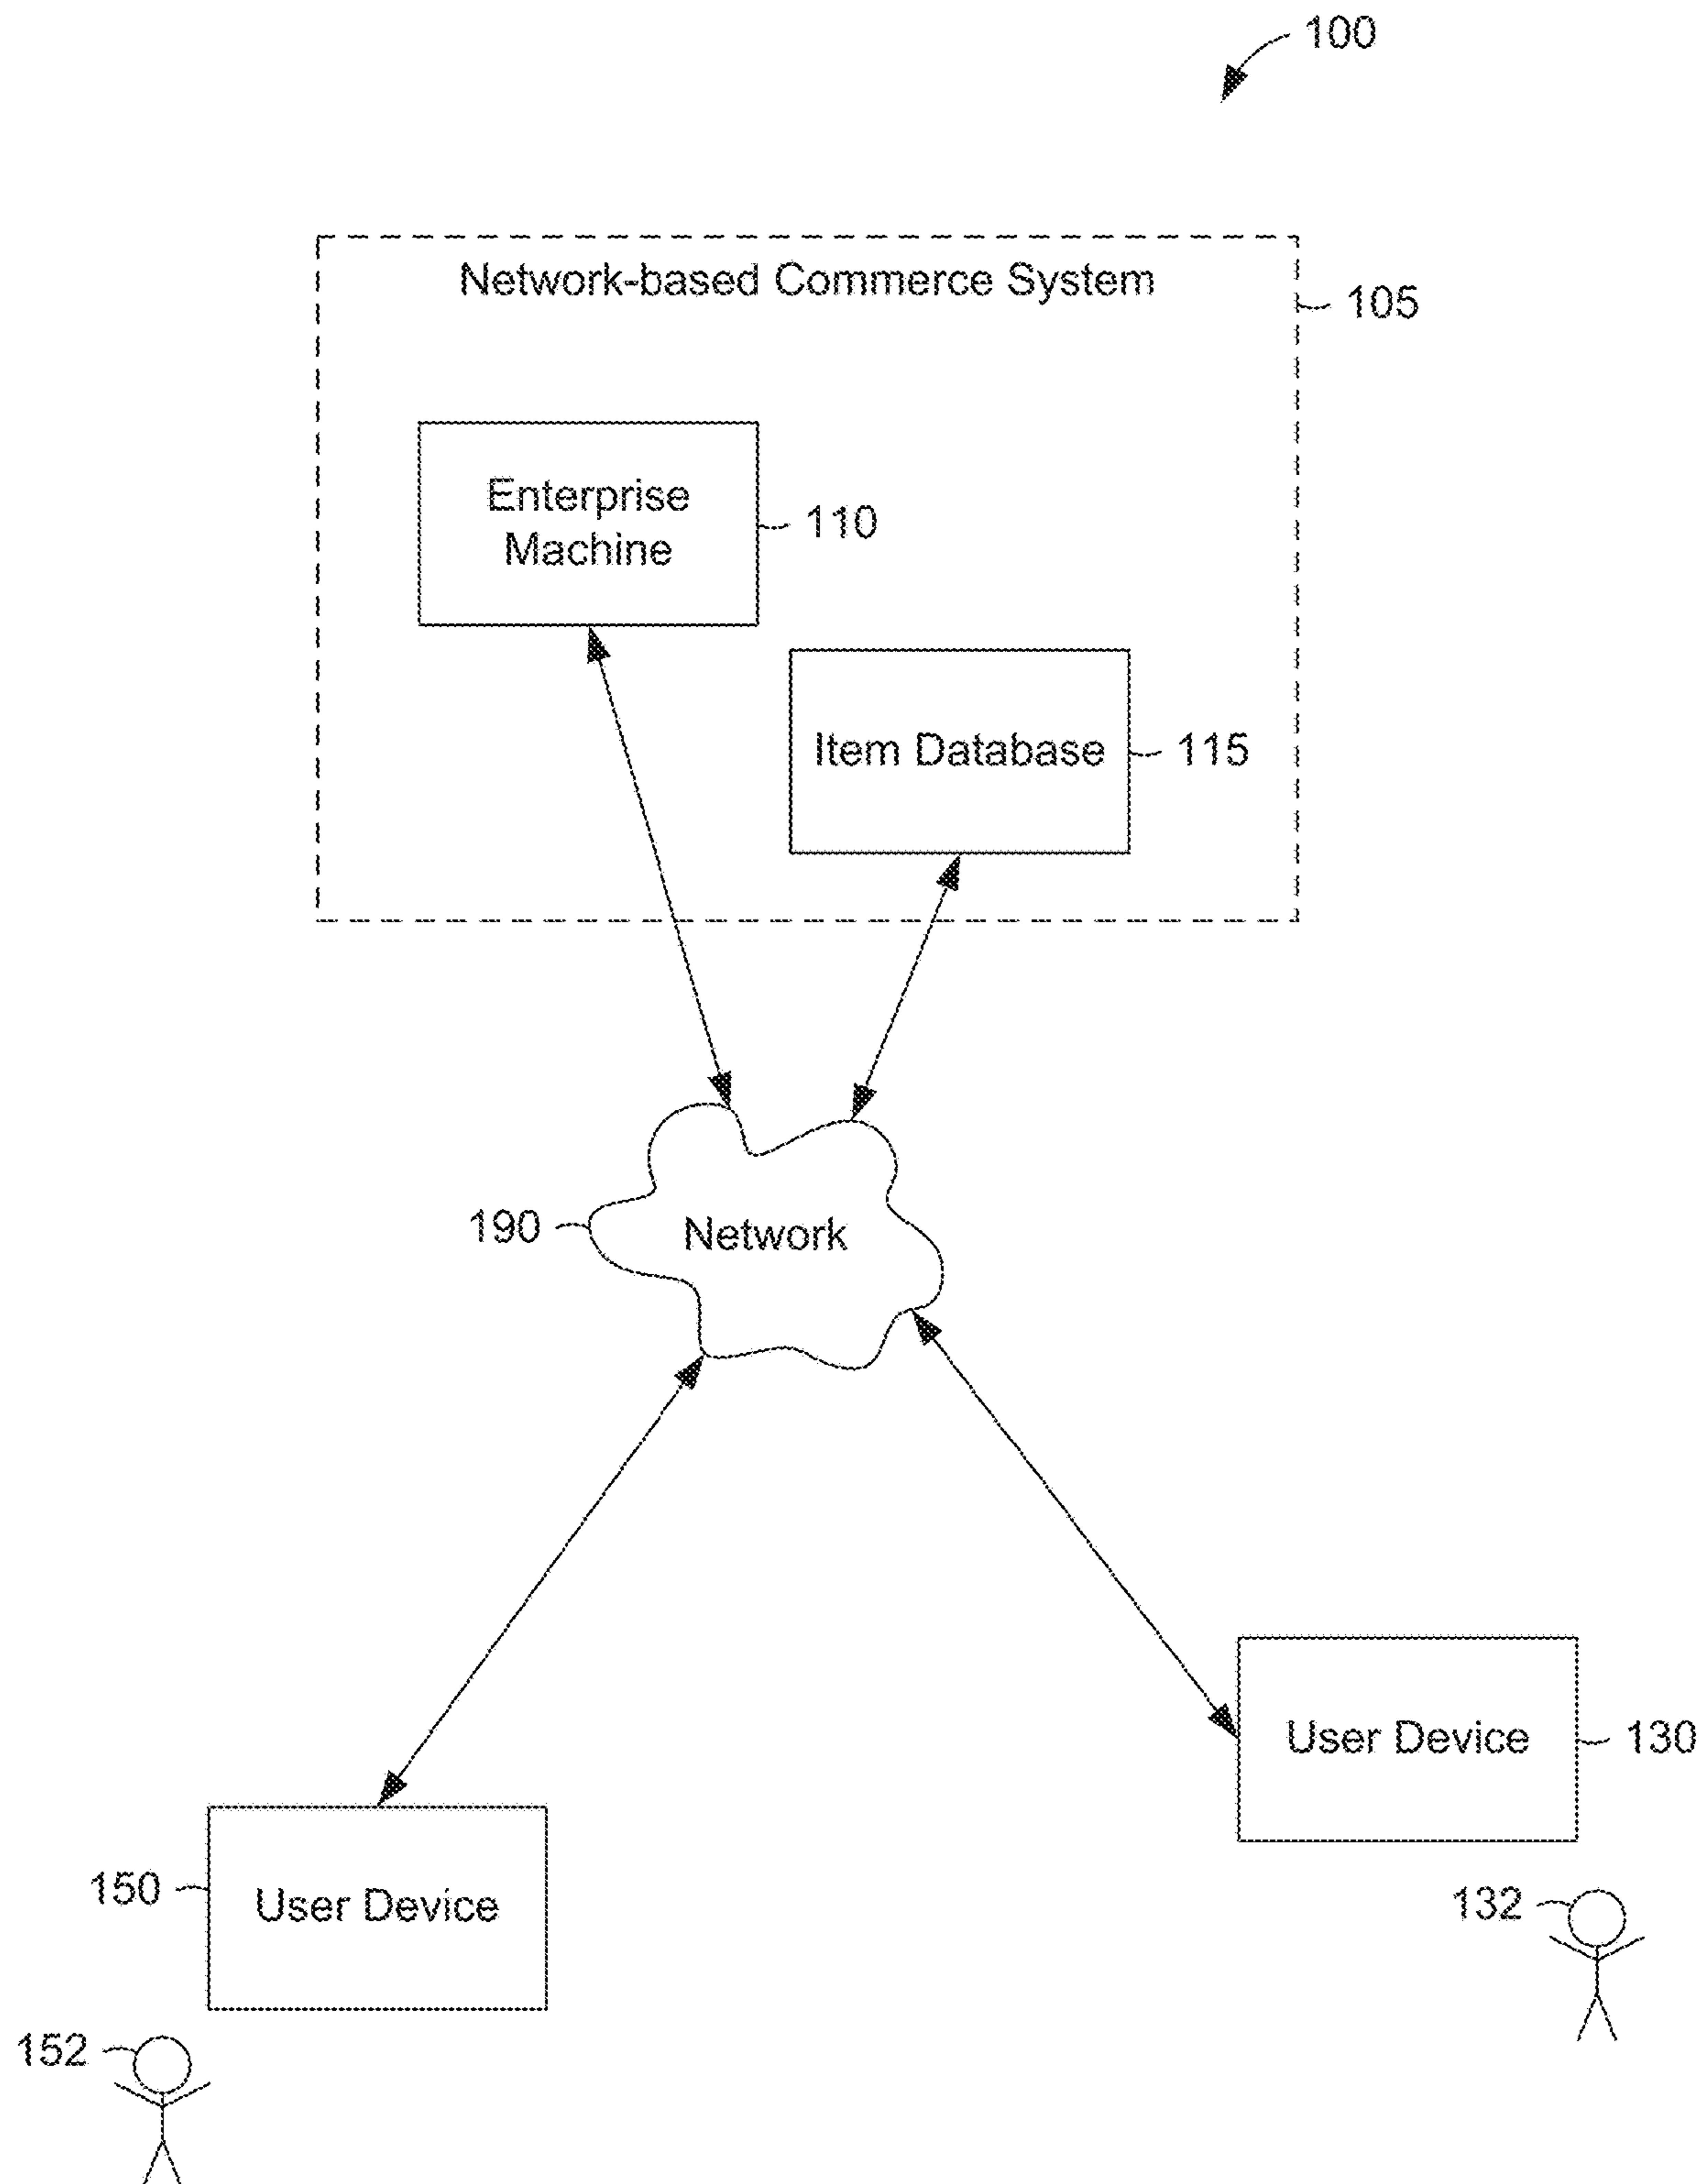 100
Network-based Commerce System
105
Enterprise
Machine
110
Item Database
115
190
Network
User Device
130
150
User Device
132
152